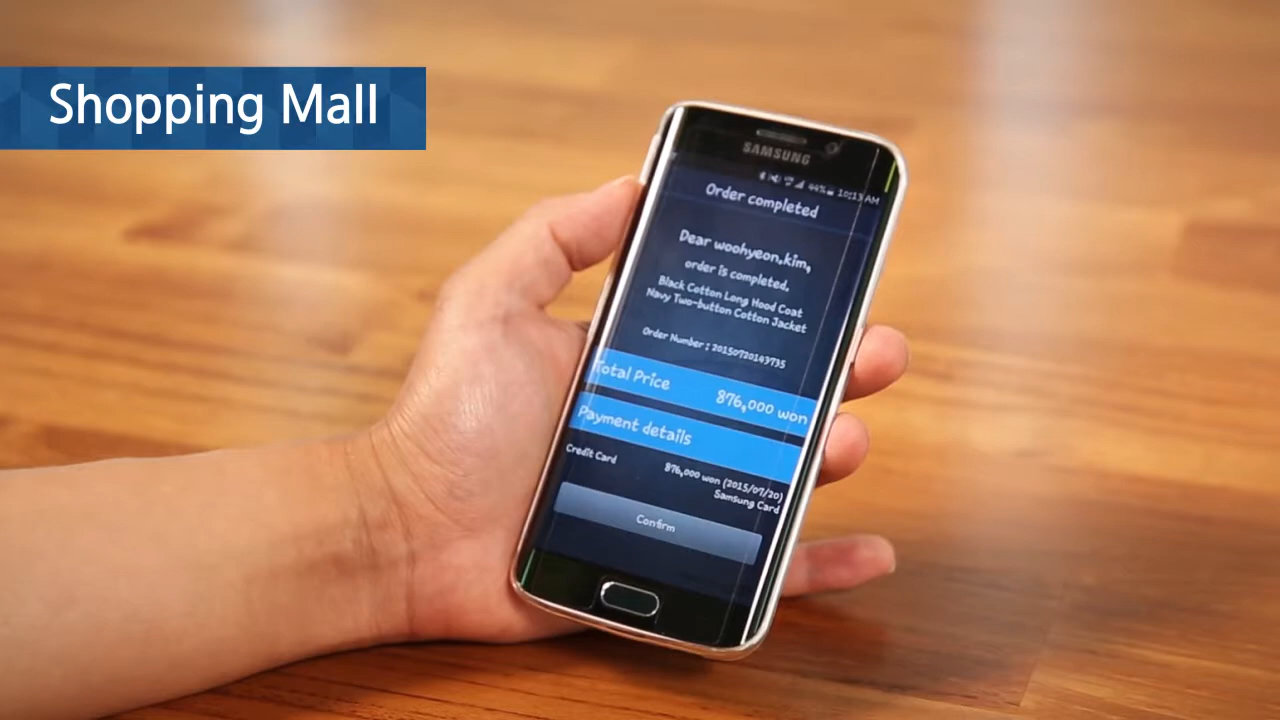 Shopping Mall
SAMSUNG
44% 10:13 AM
Order completed
Dear woohyeon.kim,
order is completed.
Black Cotton Long Hood Coat
Navy Two-button Cotton Jacket
Order Number : 20150720143735
Total Price 876,000 won
Payment details
Credit Card 876,000 won (2015/07/20)
Samsung Card
Confirm